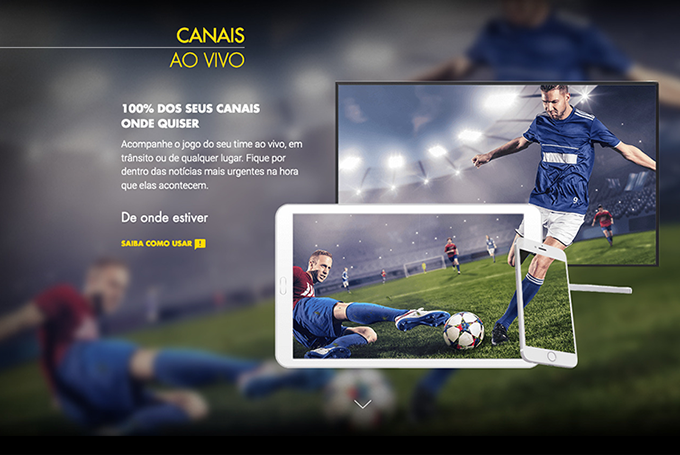 CANAIS
AO VIVO
100% DOS SEUS CANAIS
ONDE QUISER
Acompanhe o jogo do seu time ao vivo, em
trânsito ou de qualquer lugar. Fique por
dentro das notícias mais urgentes na hora
que elas acontecem.
De onde estiver
SAIBA COMO USAR !
9